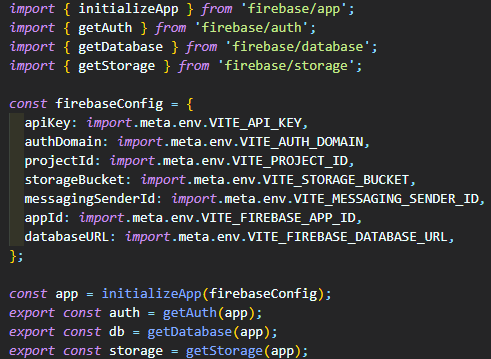 import { initializeApp } from 'firebase/app';
import { getAuth } from 'firebase/auth';
import { getDatabase } from 'firebase/database';
import { getStorage } from 'firebase/storage';

const firebaseConfig = {
  apiKey: import.meta.env.VITE_API_KEY,
  authDomain: import.meta.env.VITE_AUTH_DOMAIN,
  projectId: import.meta.env.VITE_PROJECT_ID,
  storageBucket: import.meta.env.VITE_STORAGE_BUCKET,
  messagingSenderId: import.meta.env.VITE_MESSAGING_SENDER_ID,
  appId: import.meta.env.VITE_FIREBASE_APP_ID,
  databaseURL: import.meta.env.VITE_FIREBASE_DATABASE_URL,
};

const app = initializeApp(firebaseConfig);
export const auth = getAuth(app);
export const db = getDatabase(app);
export const storage = getStorage(app);